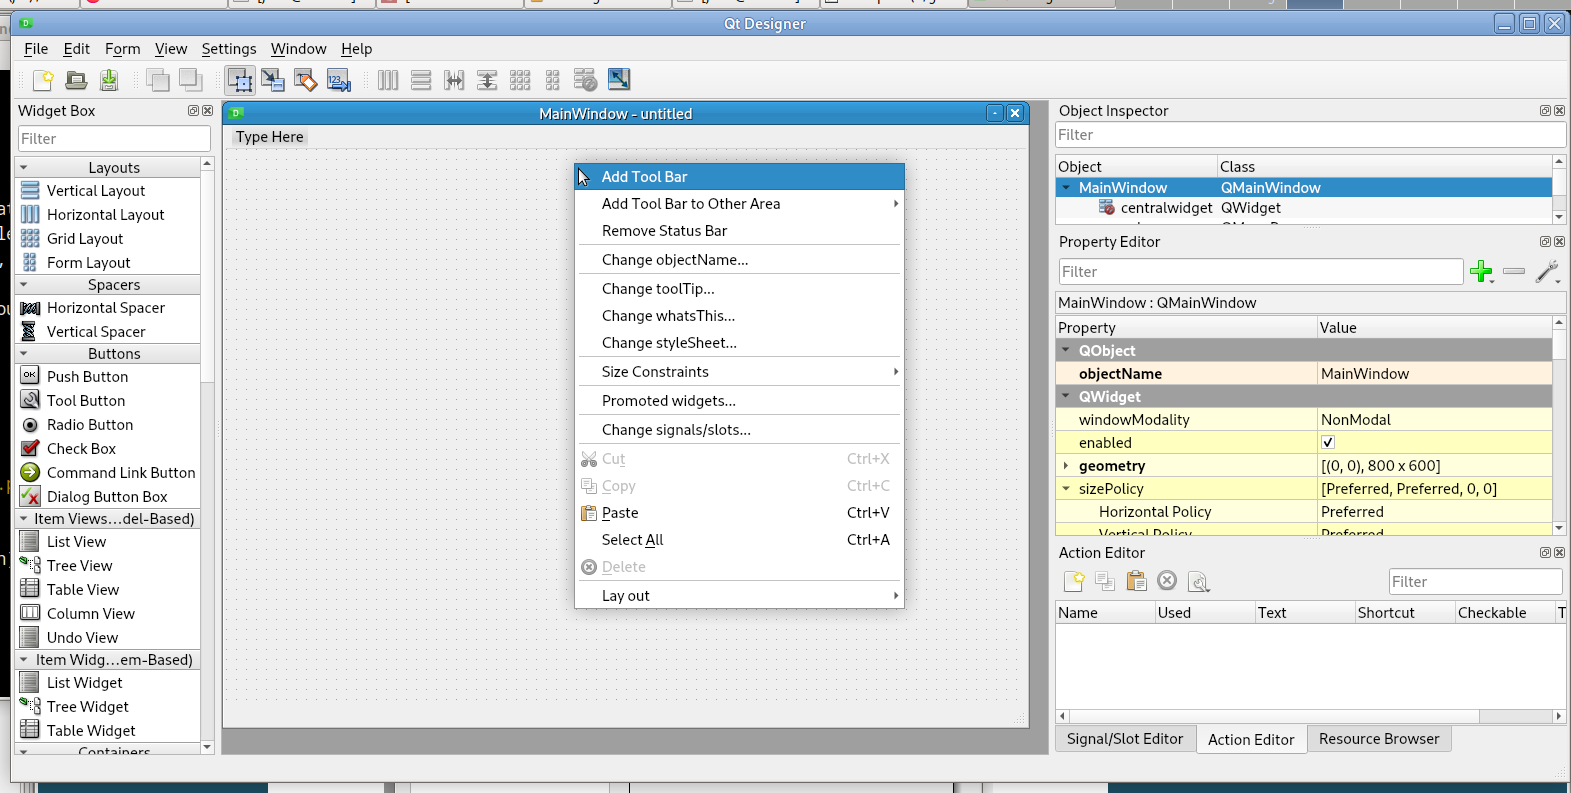 Qt Designer
File Edit Form View Settings Window Help
Widget Box
Filter
Layouts
Vertical Layout
Horizontal Layout
Grid Layout
Form Layout
Spacers
Horizontal Spacer
Vertical Spacer
Buttons
OK Push Button
Tool Button
Radio Button
Check Box
Command Link Button
Dialog Button Box
Item Views...del-Based)
List View
Tree View
Table View
Column View
Undo View
Item Widg...em-Based)
List Widget
Tree Widget
Table Widget
Containers
MainWindow - untitled
Type Here
Add Tool Bar
Add Tool Bar to Other Area
Remove Status Bar
Change objectName...
Change toolTip...
Change whatsThis...
Change styleSheet...
Size Constraints
Promoted widgets...
Change signals/slots...
Cut Ctrl+X
Copy Ctrl+C
Paste Ctrl+V
Select All Ctrl+A
Delete
Lay out
Object Inspector
Filter
Object Class
MainWindow QMainWindow
centralwidget QWidget
Property Editor
Filter
MainWindow : QMainWindow
Property Value
QObject
objectName MainWindow
QWidget
windowModality NonModal
enabled
geometry [(0, 0), 800 x 600]
sizePolicy [Preferred, Preferred, 0, 0]
Horizontal Policy Preferred
Vertical Policy Preferred
Action Editor
Filter
Name Used Text Shortcut Checkable T
Signal/Slot Editor Action Editor Resource Browser